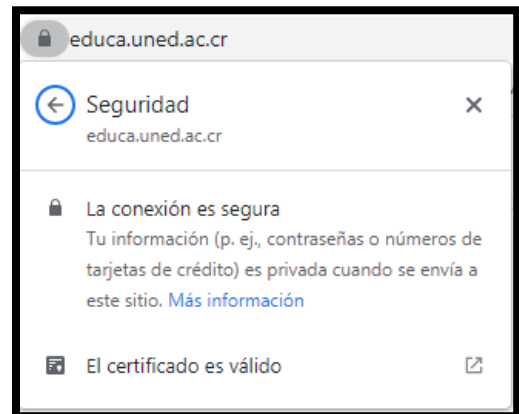 educa.uned.ac.cr
Seguridad
educa.uned.ac.cr
La conexión es segura
Tu información (p. ej., contraseñas o números de
tarjetas de crédito) es privada cuando se envía a
este sitio. Más información
El certificado es válido